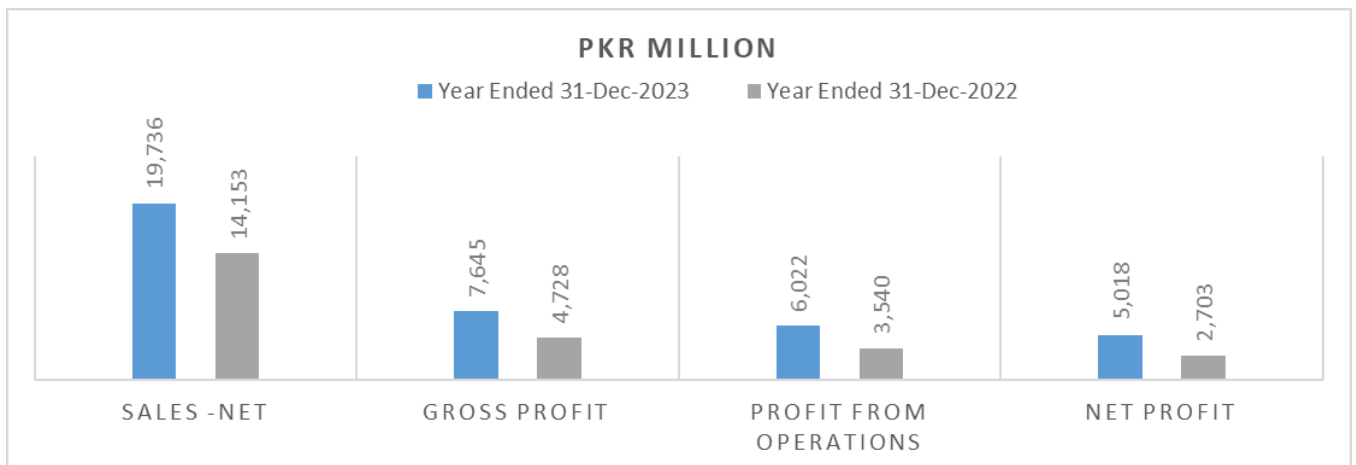 PKR MILLION
Year Ended 31-Dec-2023 Year Ended 31-Dec-2022
19,736
14,153
7,645
4,728
6,022
3,540
5,018
2,703
SALES -NET GROSS PROFIT PROFIT FROM NET PROFIT
OPERATIONS